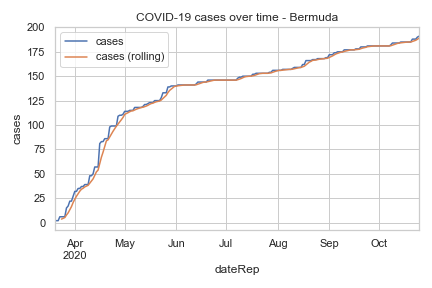 COVID-19 cases over time - Bermuda
cases
cases (rolling)
200
175
150
125
100
75
50
25
0
cases
Apr May Jun Jul Aug Sep Oct
2020
dateRep